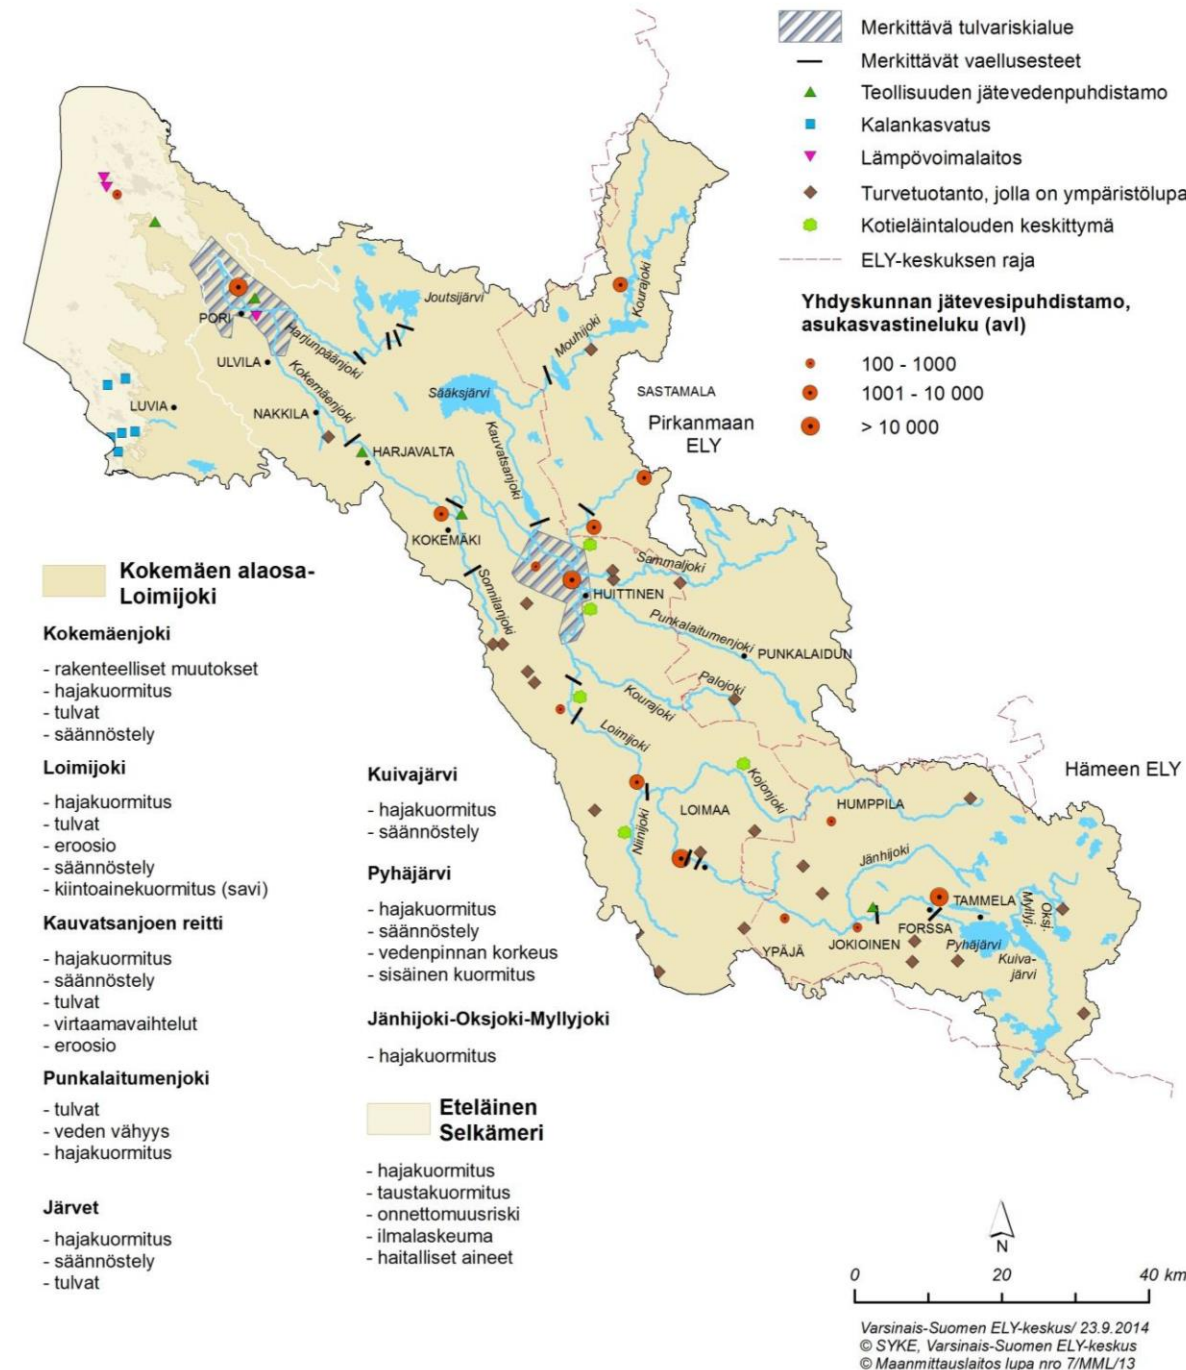 Merkittävä tulvariskialue
Merkittävät vaellusesteet
Teollisuuden jätevedenpuhdistamo
Kalankasvatus
Lämpövoimalaitos
Turvetuotanto, jolla on ympäristölupa
Kotieläintalouden keskittymä
ELY-keskuksen raja
Yhdyskunnan jätevesipuhdistamo,
asukasvastineluku (avl)
100 - 1000
1001 - 10 000
> 10 000
Joutsijärvi
Kourajoki
Mouhijoki
PORI
Harjunpäänjoki
ULVILA
Kokemäenjoki
Sääksjärvi
SASTAMALA
Pirkanmaan
ELY
LUVIA
NAKKILA
HARJAVALTA
Kauvatsanjoki
KOKEMÄKI
Sammaljoki
Sonnilanjoki
HUITTINEN
Punkalaitumenjoki
PUNKALAIDUN
Palojoki
Kourajoki
Loimijoki
Kojonjoki
Hämeen ELY
LOIMAA
HUMPPILA
Niinijoki
Jänhijoki
TAMMELA
FORSSA
JOKIOINEN
YPÄJÄ
Pyhäjärvi
Kuiva-
järvi
Myllyj.
Oksj.
Kokemäen alaosa-
Loimijoki
Kokemäenjoki
- rakenteelliset muutokset
- hajakuormitus
- tulvat
- säännöstely
Loimijoki
- hajakuormitus
- tulvat
- eroosio
- säännöstely
- kiintoainekuormitus (savi)
Kauvatsanjoen reitti
- hajakuormitus
- säännöstely
- tulvat
- virtaamavaihtelut
- eroosio
Punkalaitumenjoki
- tulvat
- veden vähyys
- hajakuormitus
Järvet
- hajakuormitus
- säännöstely
- tulvat
Kuivajärvi
- hajakuormitus
- säännöstely
Pyhäjärvi
- hajakuormitus
- säännöstely
- vedenpinnan korkeus
- sisäinen kuormitus
Jänhijoki-Oksjoki-Myllyjoki
- hajakuormitus
Eteläinen
Selkämeri
- hajakuormitus
- taustakuormitus
- onnettomuusriski
- ilmalaskeuma
- haitalliset aineet
N
0 20 40 km
Varsinais-Suomen ELY-keskus/ 23.9.2014
© SYKE, Varsinais-Suomen ELY-keskus
© Maanmittauslaitos lupa nro 7/MML/13